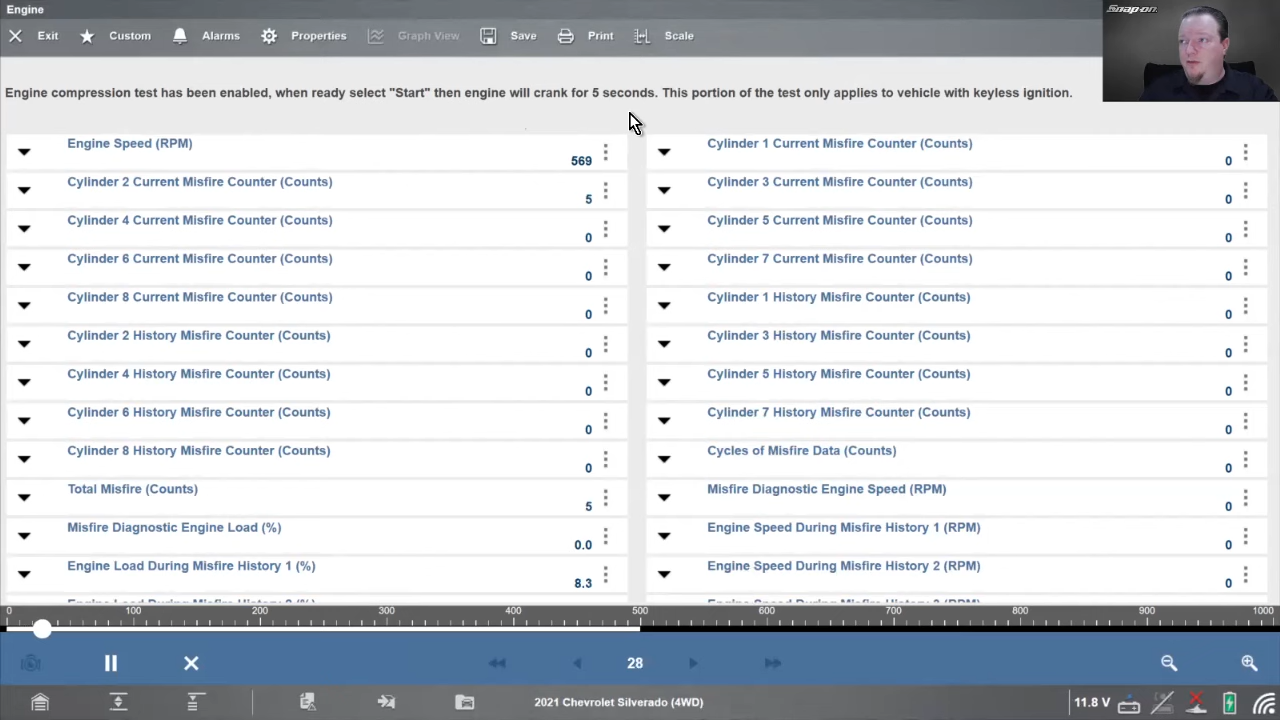 Engine
Exit Custom Alarms Properties Graph View Save Print Scale
Snap-on
Engine compression test has been enabled, when ready select "Start" then engine will crank for 5 seconds. This portion of the test only applies to vehicle with keyless ignition.
Engine Speed (RPM)
569
Cylinder 1 Current Misfire Counter (Counts)
0
Cylinder 2 Current Misfire Counter (Counts)
5
Cylinder 3 Current Misfire Counter (Counts)
0
Cylinder 4 Current Misfire Counter (Counts)
0
Cylinder 5 Current Misfire Counter (Counts)
0
Cylinder 6 Current Misfire Counter (Counts)
0
Cylinder 7 Current Misfire Counter (Counts)
0
Cylinder 8 Current Misfire Counter (Counts)
0
Cylinder 1 History Misfire Counter (Counts)
0
Cylinder 2 History Misfire Counter (Counts)
0
Cylinder 3 History Misfire Counter (Counts)
0
Cylinder 4 History Misfire Counter (Counts)
0
Cylinder 5 History Misfire Counter (Counts)
0
Cylinder 6 History Misfire Counter (Counts)
0
Cylinder 7 History Misfire Counter (Counts)
0
Cylinder 8 History Misfire Counter (Counts)
0
Cycles of Misfire Data (Counts)
0
Total Misfire (Counts)
5
Misfire Diagnostic Engine Speed (RPM)
0
Misfire Diagnostic Engine Load (%)
0.0
Engine Speed During Misfire History 1 (RPM)
0
Engine Load During Misfire History 1 (%)
8.3
Engine Speed During Misfire History 2 (RPM)
0
0 100 200 300 400 500 600 700 800 900 1000
28
2021 Chevrolet Silverado (4WD)
11.8 V